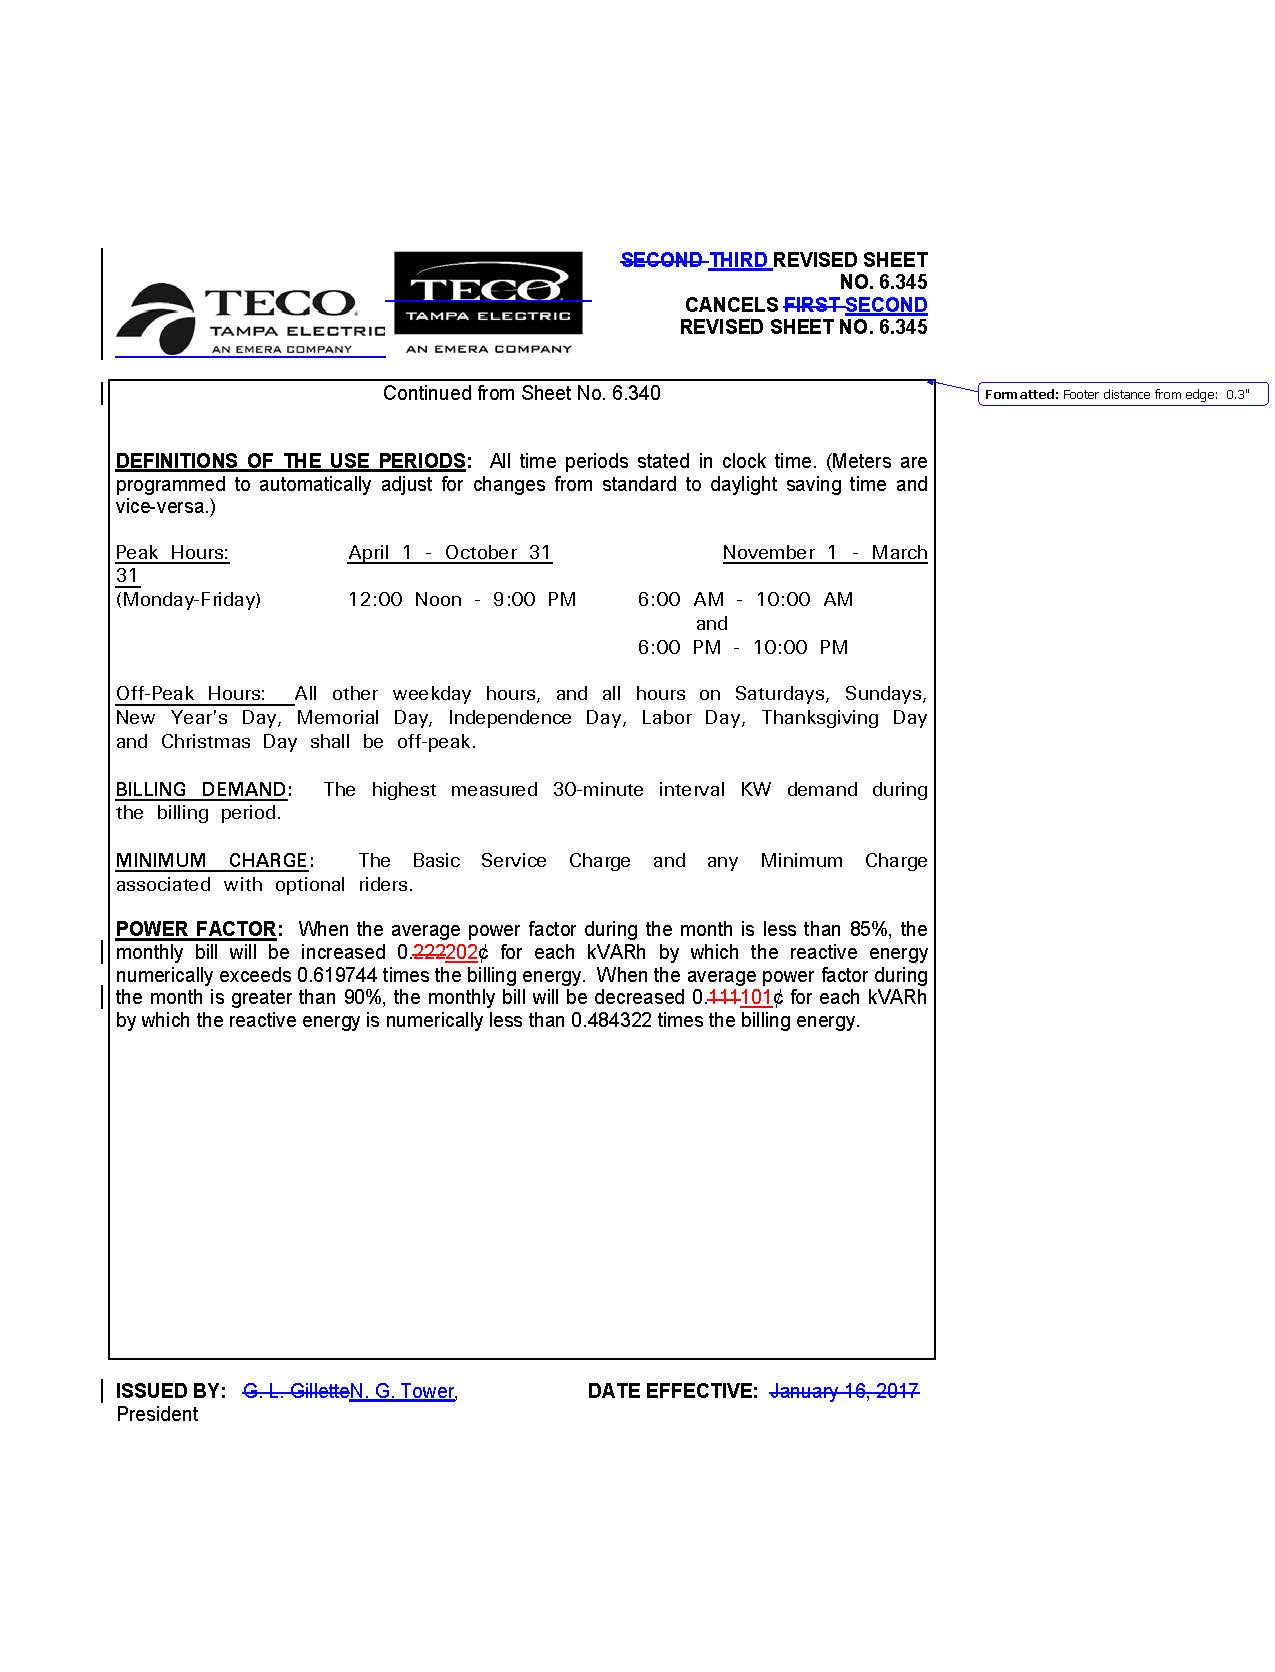 TECO®
TAMPA ELECTRIC
AN EMERA COMPANY
TECO
TAMPA ELECTRIC
AN EMERA COMPANY
SECOND THIRD REVISED SHEET
NO. 6.345
CANCELS FIRST SECOND
REVISED SHEET NO. 6.345
Continued from Sheet No. 6.340
Formatted: Footer distance from edge: 0.3"
DEFINITIONS OF THE USE PERIODS: All time periods stated in clock time. (Meters are
programmed to automatically adjust for changes from standard to daylight saving time and
vice-versa.)
Peak Hours: April 1 - October 31 November 1 - March
31
(Monday-Friday) 12:00 Noon - 9:00 PM 6:00 AM - 10:00 AM
and
6:00 PM - 10:00 PM
Off-Peak Hours: All other weekday hours, and all hours on Saturdays, Sundays,
New Year's Day, Memorial Day, Independence Day, Labor Day, Thanksgiving Day
and Christmas Day shall be off-peak.
BILLING DEMAND: The highest measured 30-minute interval KW demand during
the billing period.
MINIMUM CHARGE: The Basic Service Charge and any Minimum Charge
associated with optional riders.
POWER FACTOR: When the average power factor during the month is less than 85%, the
monthly bill will be increased 0.222202¢ for each kVARh by which the reactive energy
numerically exceeds 0.619744 times the billing energy. When the average power factor during
the month is greater than 90%, the monthly bill will be decreased 0.111101¢ for each kVARh
by which the reactive energy is numerically less than 0.484322 times the billing energy.
ISSUED BY: G. L. GilletteN. G. Tower, DATE EFFECTIVE: January 16, 2017
President